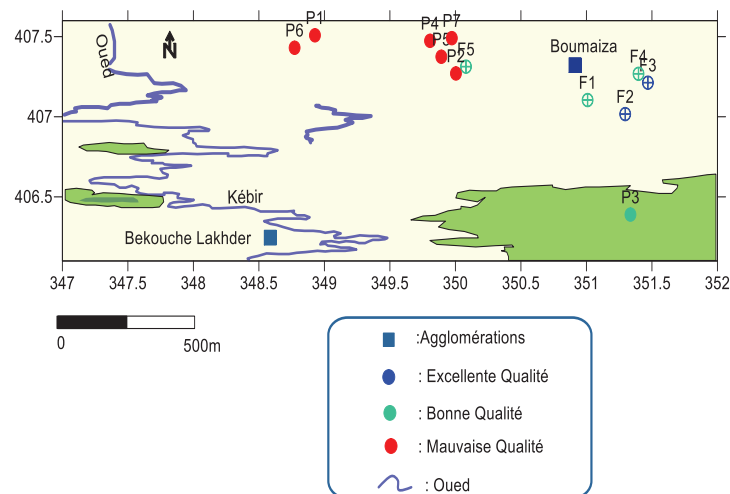 P1
P4 P7
407.5
P6
P5
F5
P2
Oued
N
Boumaiza
F4
F3
F1
F2
407
406.5
Kébir
P3
Bekouche Lakhder
347 347.5 348 348.5 349 349.5 350 350.5 351 351.5 352
0 500m
:Agglomérations
: Excellente Qualité
: Bonne Qualité
: Mauvaise Qualité
: Oued